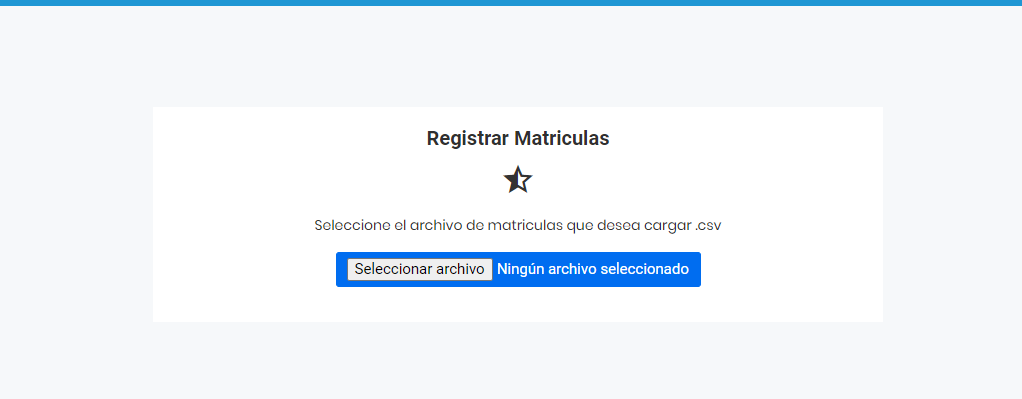 Registrar Matriculas
Seleccione el archivo de matriculas que desea cargar .csv
Seleccionar archivo Ningún archivo seleccionado